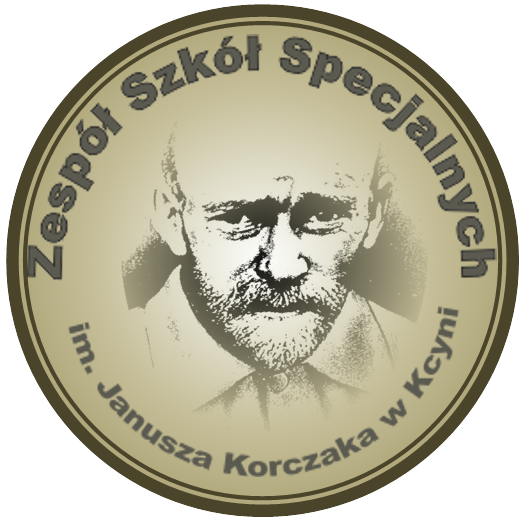 Zespół Szkół Specjalnych
im. Janusza Korczaka w Kcyni